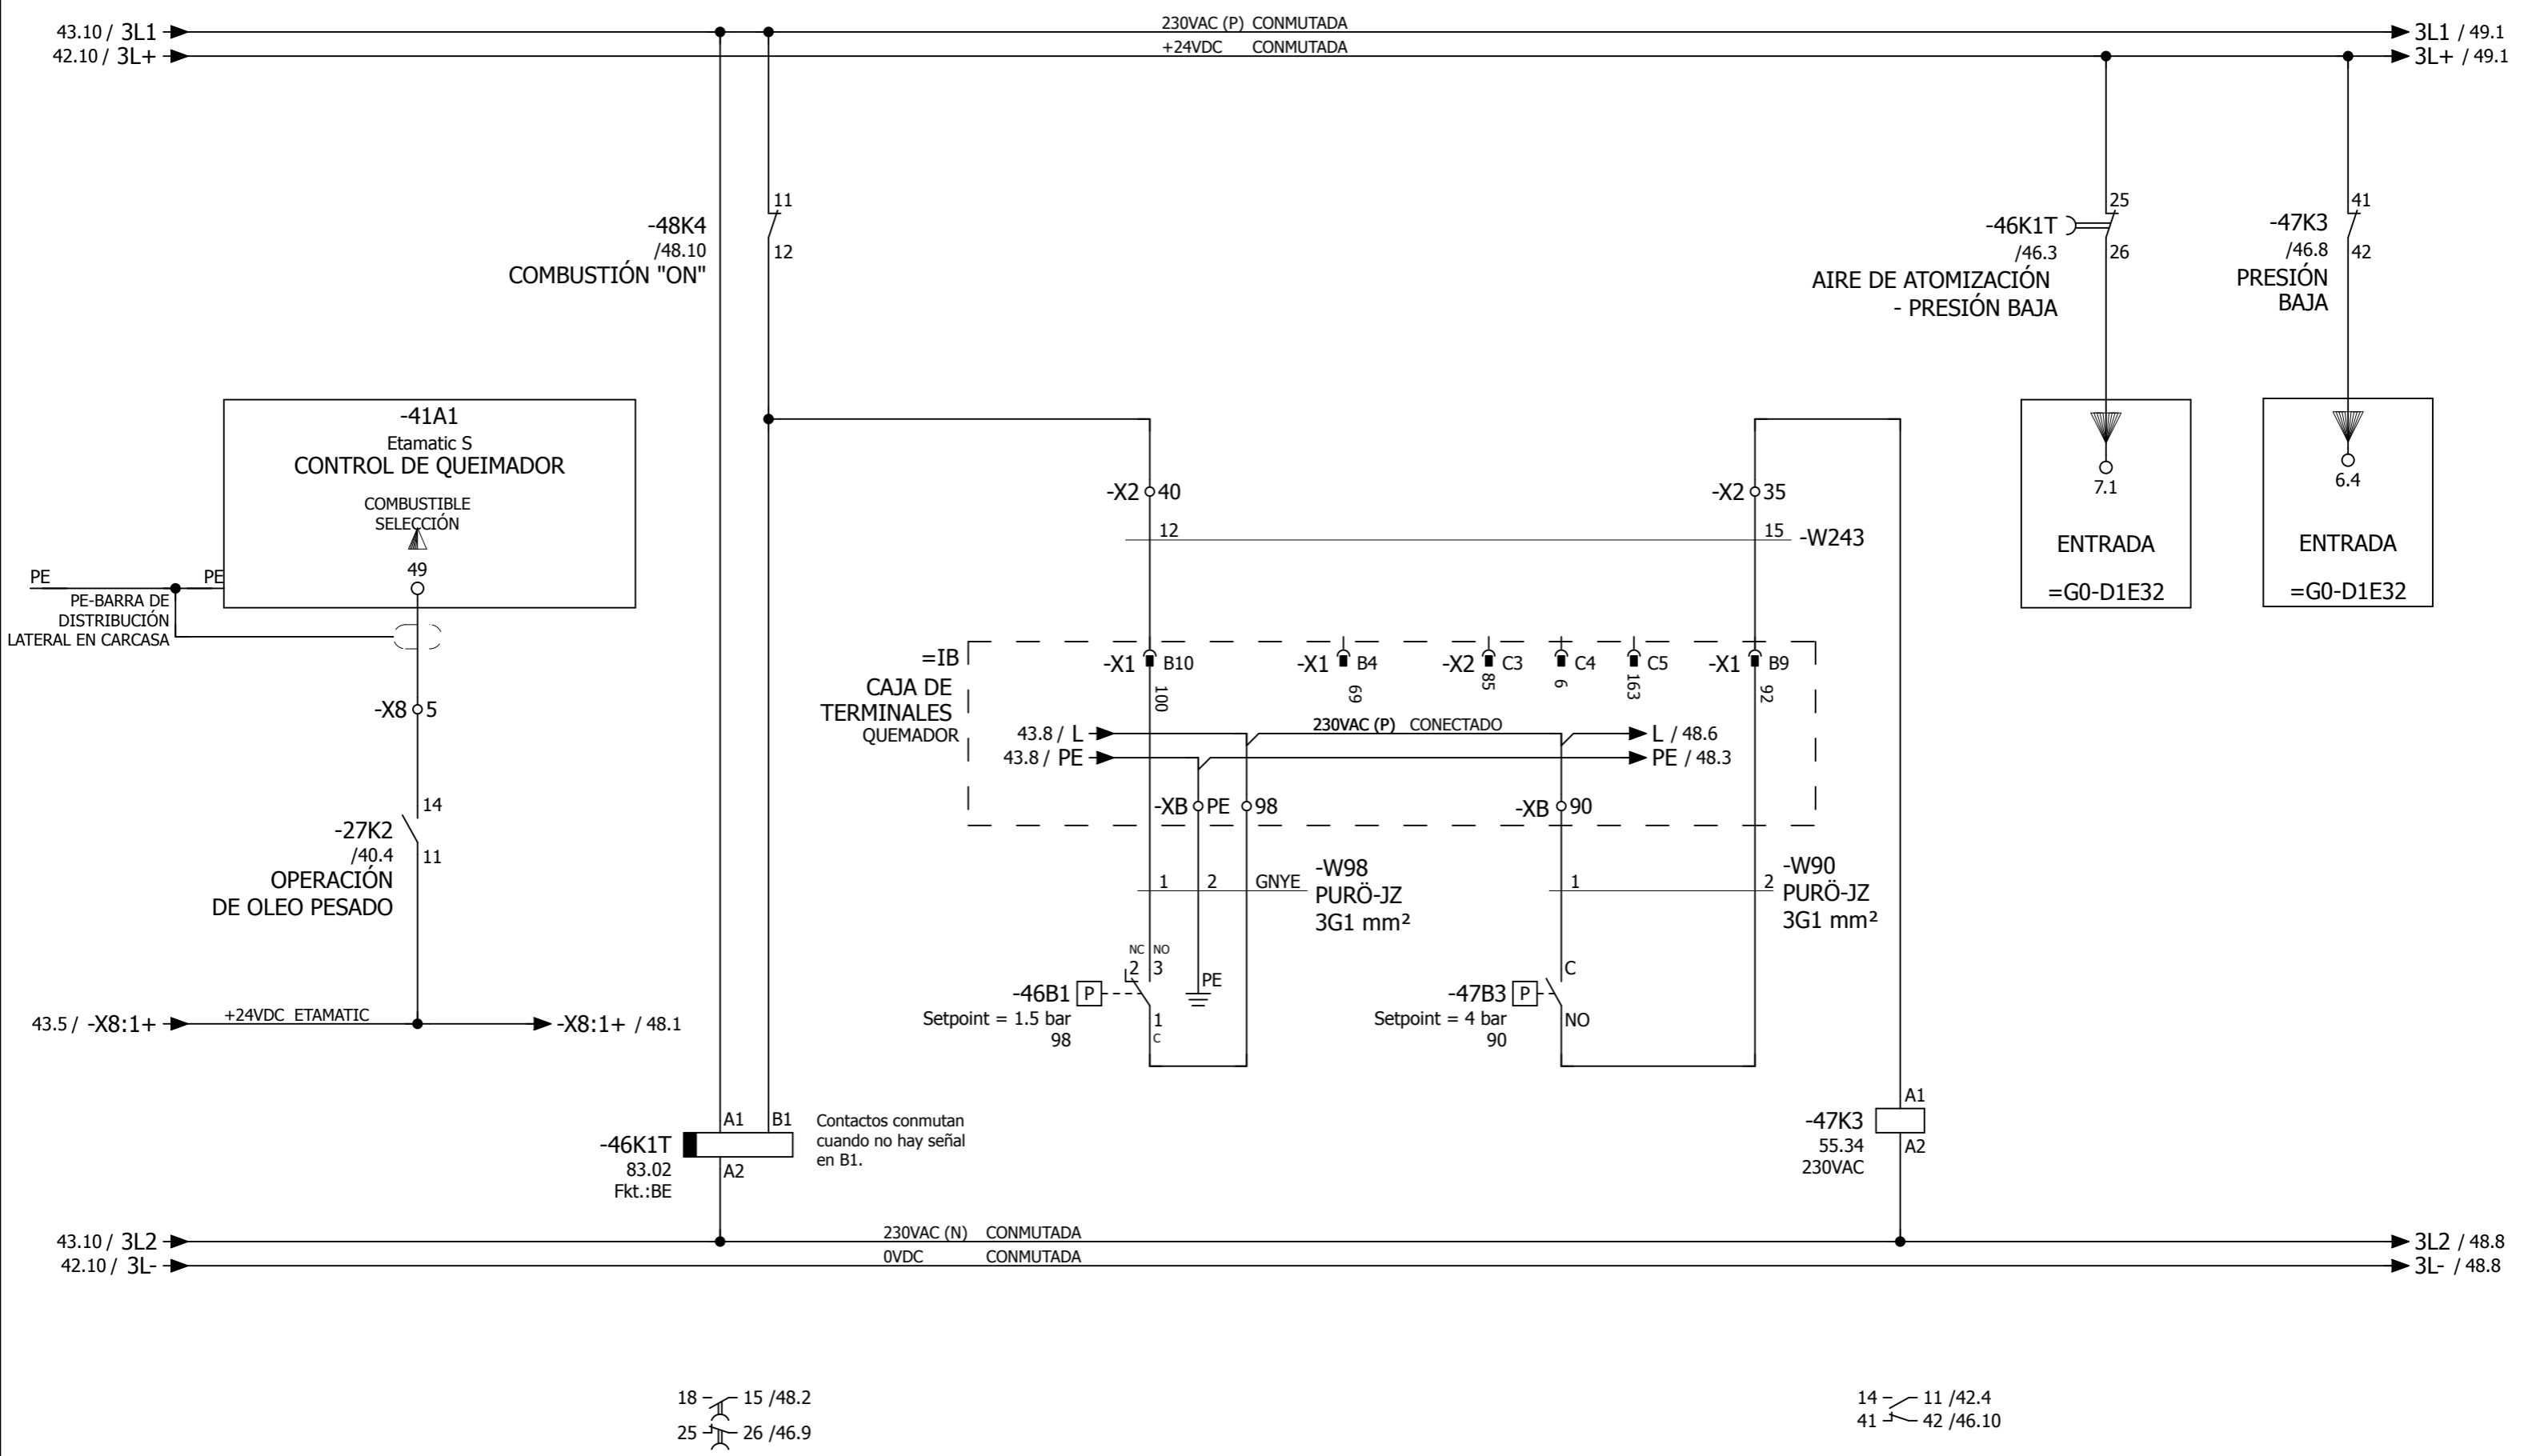 43.10 / 3L1
230VAC (P) CONMUTADA
3L1 / 49.1
42.10 / 3L+
+24VDC CONMUTADA
3L+ / 49.1
-48K4
/48.10
COMBUSTIÓN "ON"
11
12
-46K1T
/46.3
AIRE DE ATOMIZACIÓN
- PRESIÓN BAJA
25
26
-47K3
/46.8
PRESIÓN
BAJA
41
42
-41A1
Etamatic S
CONTROL DE QUEIMADOR
COMBUSTIBLE
SELECCIÓN
49
PE
PE
PE-BARRA DE
DISTRIBUCIÓN
LATERAL EN CARCASA
-X8 5
14
-27K2
/40.4
11
OPERACIÓN
DE OLEO PESADO
43.5 / -X8:1+
+24VDC ETAMATIC
-X8:1+ / 48.1
-X2 40
-X2 35
12
15 -W243
7.1
ENTRADA
=G0-D1E32
6.4
ENTRADA
=G0-D1E32
=IB
CAJA DE
TERMINALES
QUEMADOR
-X1 B10
100
-X1 B4
69
-X2 C3
85
C4
6
C5
163
-X1 B9
92
43.8 / L
230VAC (P) CONECTADO
L / 48.6
43.8 / PE
PE / 48.3
-XB PE 98
-XB 90
1 2 GNYE
-W98
PURÖ-JZ
3G1 mm²
1 2
-W90
PURÖ-JZ
3G1 mm²
NC NO
2 3
PE
-46B1 P
Setpoint = 1.5 bar
98
1
C
C
-47B3 P
Setpoint = 4 bar
90
NO
A1 B1
-46K1T
83.02
Fkt.:BE
A2
Contactos conmutan
cuando no hay señal
en B1.
A1
-47K3
55.34
230VAC
A2
43.10 / 3L2
230VAC (N) CONMUTADA
3L2 / 48.8
42.10 / 3L-
0VDC CONMUTADA
3L- / 48.8
18 15 /48.2
25 26 /46.9
14 11 /42.4
41 42 /46.10